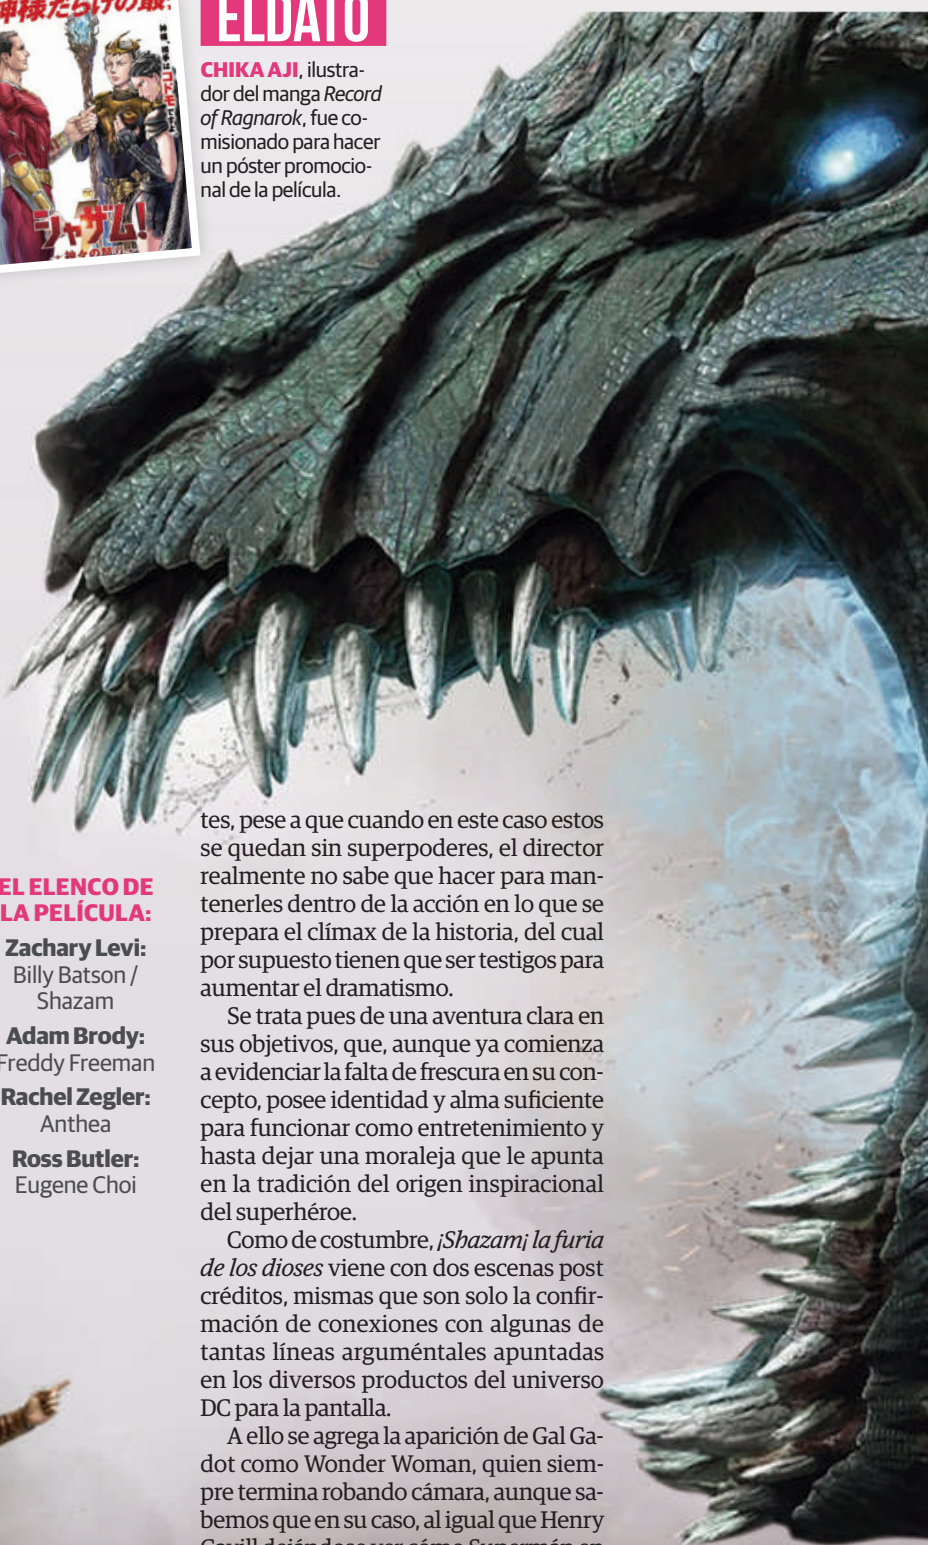 ELDATO
CHIKA AJI, ilustra-
dor del manga Record
of Ragnarok, fue co-
misionado para hacer
un póster promocio-
nal de la película.
シャザム!
EL ELENCO DE
LA PELÍCULA:
Zachary Levi:
Billy Batson /
Shazam
Adam Brody:
Freddy Freeman
Rachel Zegler:
Anthea
Ross Butler:
Eugene Choi
tes, pese a que cuando en este caso estos
se quedan sin superpoderes, el director
realmente no sabe que hacer para man-
tenerles dentro de la acción en lo que se
prepara el clímax de la historia, del cual
por supuesto tienen que ser testigos para
aumentar el dramatismo.
Se trata pues de una aventura clara en
sus objetivos, que, aunque ya comienza
a evidenciar la falta de frescura en su con-
cepto, posee identidad y alma suficiente
para funcionar como entretenimiento y
hasta dejar una moraleja que le apunta
en la tradición del origen inspiracional
del superhéroe.
Como de costumbre, ¡Shazam¡ la furia
de los dioses viene con dos escenas post
créditos, mismas que son solo la confir-
mación de conexiones con algunas de
tantas líneas arguméntales apuntadas
en los diversos productos del universo
DC para la pantalla.
A ello se agrega la aparición de Gal Ga-
dot como Wonder Woman, quien siem-
pre termina robando cámara, aunque sa-
bemos que en su caso, al igual que Henry
Cavill dejándose ver cómo Supermán en